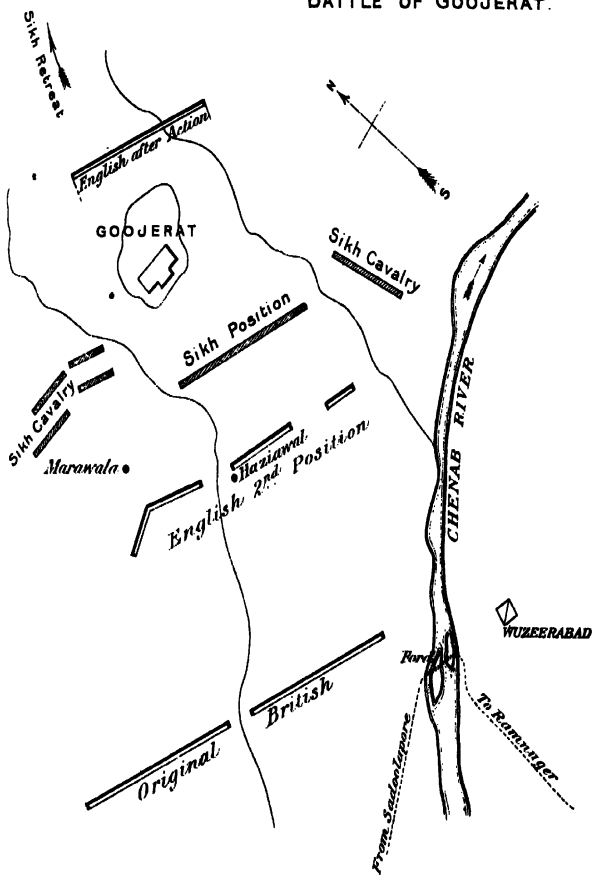 BATTLE OF GOOJERAT.
Sikh Retreat
N
S
English after Action
GOOJERAT
Sikh Cavalry
Sikh Position
Sikh Cavalry
Marawala
Haziawal
English 2nd Position
CHENAB RIVER
WUZEERABAD
Ford
British
Original
To Ramnuger
From Sadoolapore